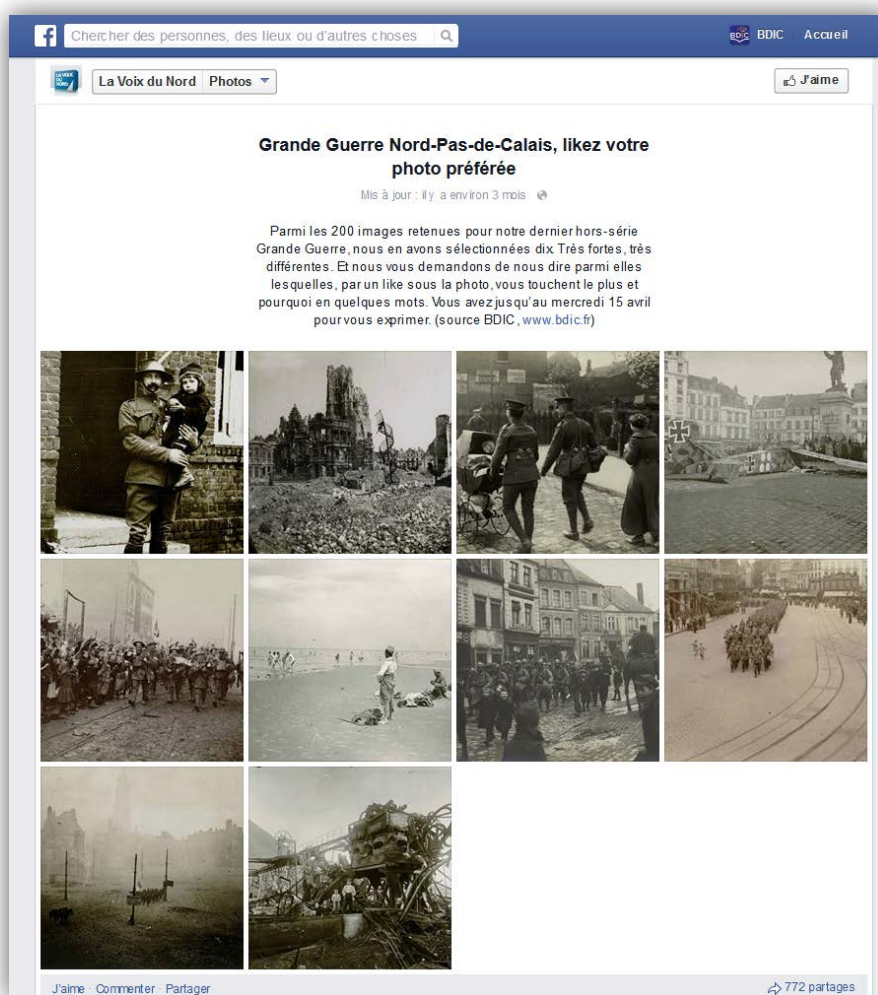 Chercher des personnes, des lieux ou d'autres choses
BDIC BDIC Accueil
LA VOIX DU NORD
La Voix du Nord Photos
J'aime
Grande Guerre Nord-Pas-de-Calais, likez votre
photo préférée
Mis à jour : il y a environ 3 mois
Parmi les 200 images retenues pour notre dernier hors-série
Grande Guerre, nous en avons sélectionnées dix. Très fortes, très
différentes. Et nous vous demandons de nous dire parmi elles
lesquelles, par un like sous la photo, vous touchent le plus et
pourquoi en quelques mots. Vous avez jusqu'au mercredi 15 avril
pour vous exprimer. (source BDIC, www.bdic.fr)
J'aime · Commenter · Partager
772 partages